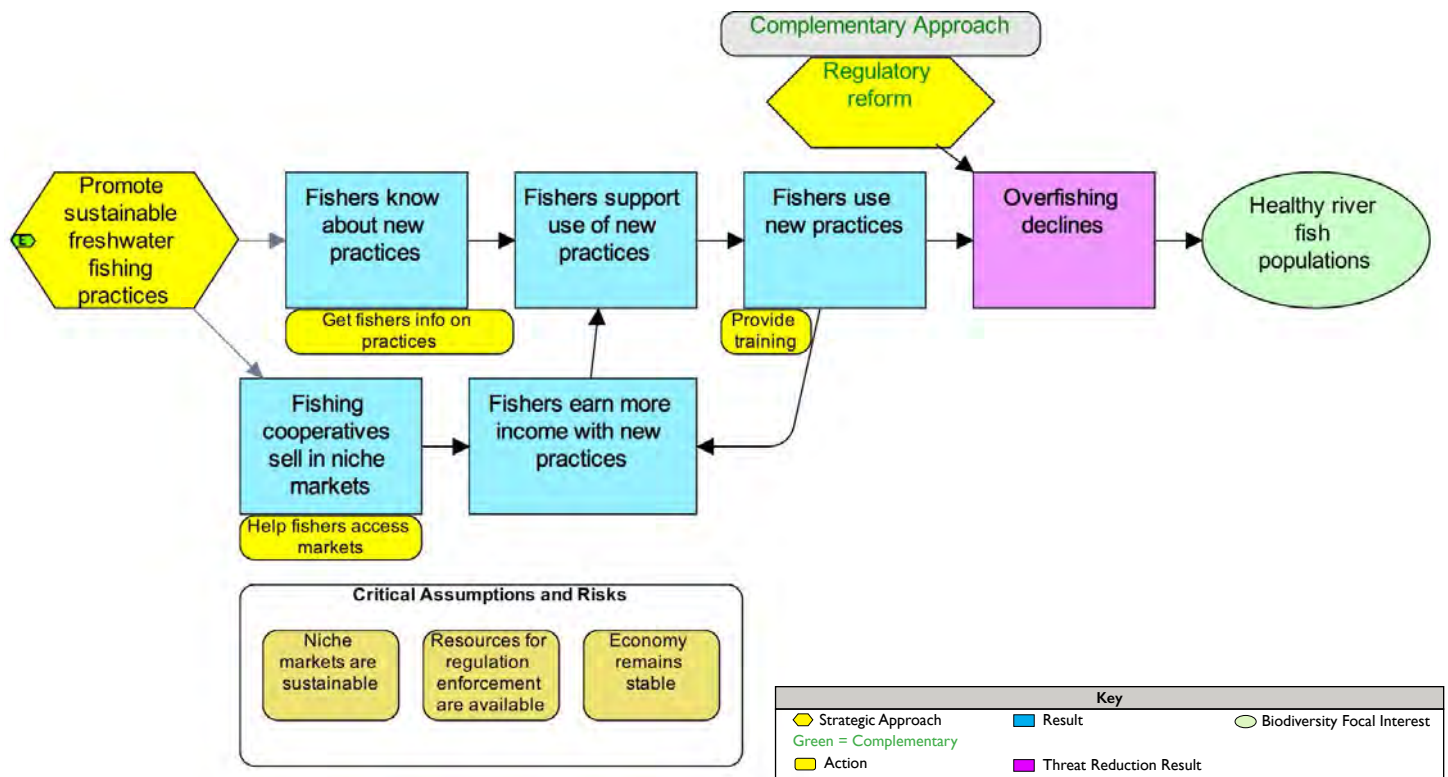 Complementary Approach
Regulatory
reform
Promote
sustainable
freshwater
fishing
practices
E
Fishers know
about new
practices
Get fishers info on
practices
Fishers support
use of new
practices
Fishers use
new practices
Provide
training
Overfishing
declines
Healthy river
fish
populations
Fishing
cooperatives
sell in niche
markets
Help fishers access
markets
Fishers earn more
income with new
practices
Critical Assumptions and Risks
Niche
markets are
sustainable
Resources for
regulation
enforcement
are available
Economy
remains
stable
Key
Strategic Approach
Green = Complementary
Action
Result
Threat Reduction Result
Biodiversity Focal Interest